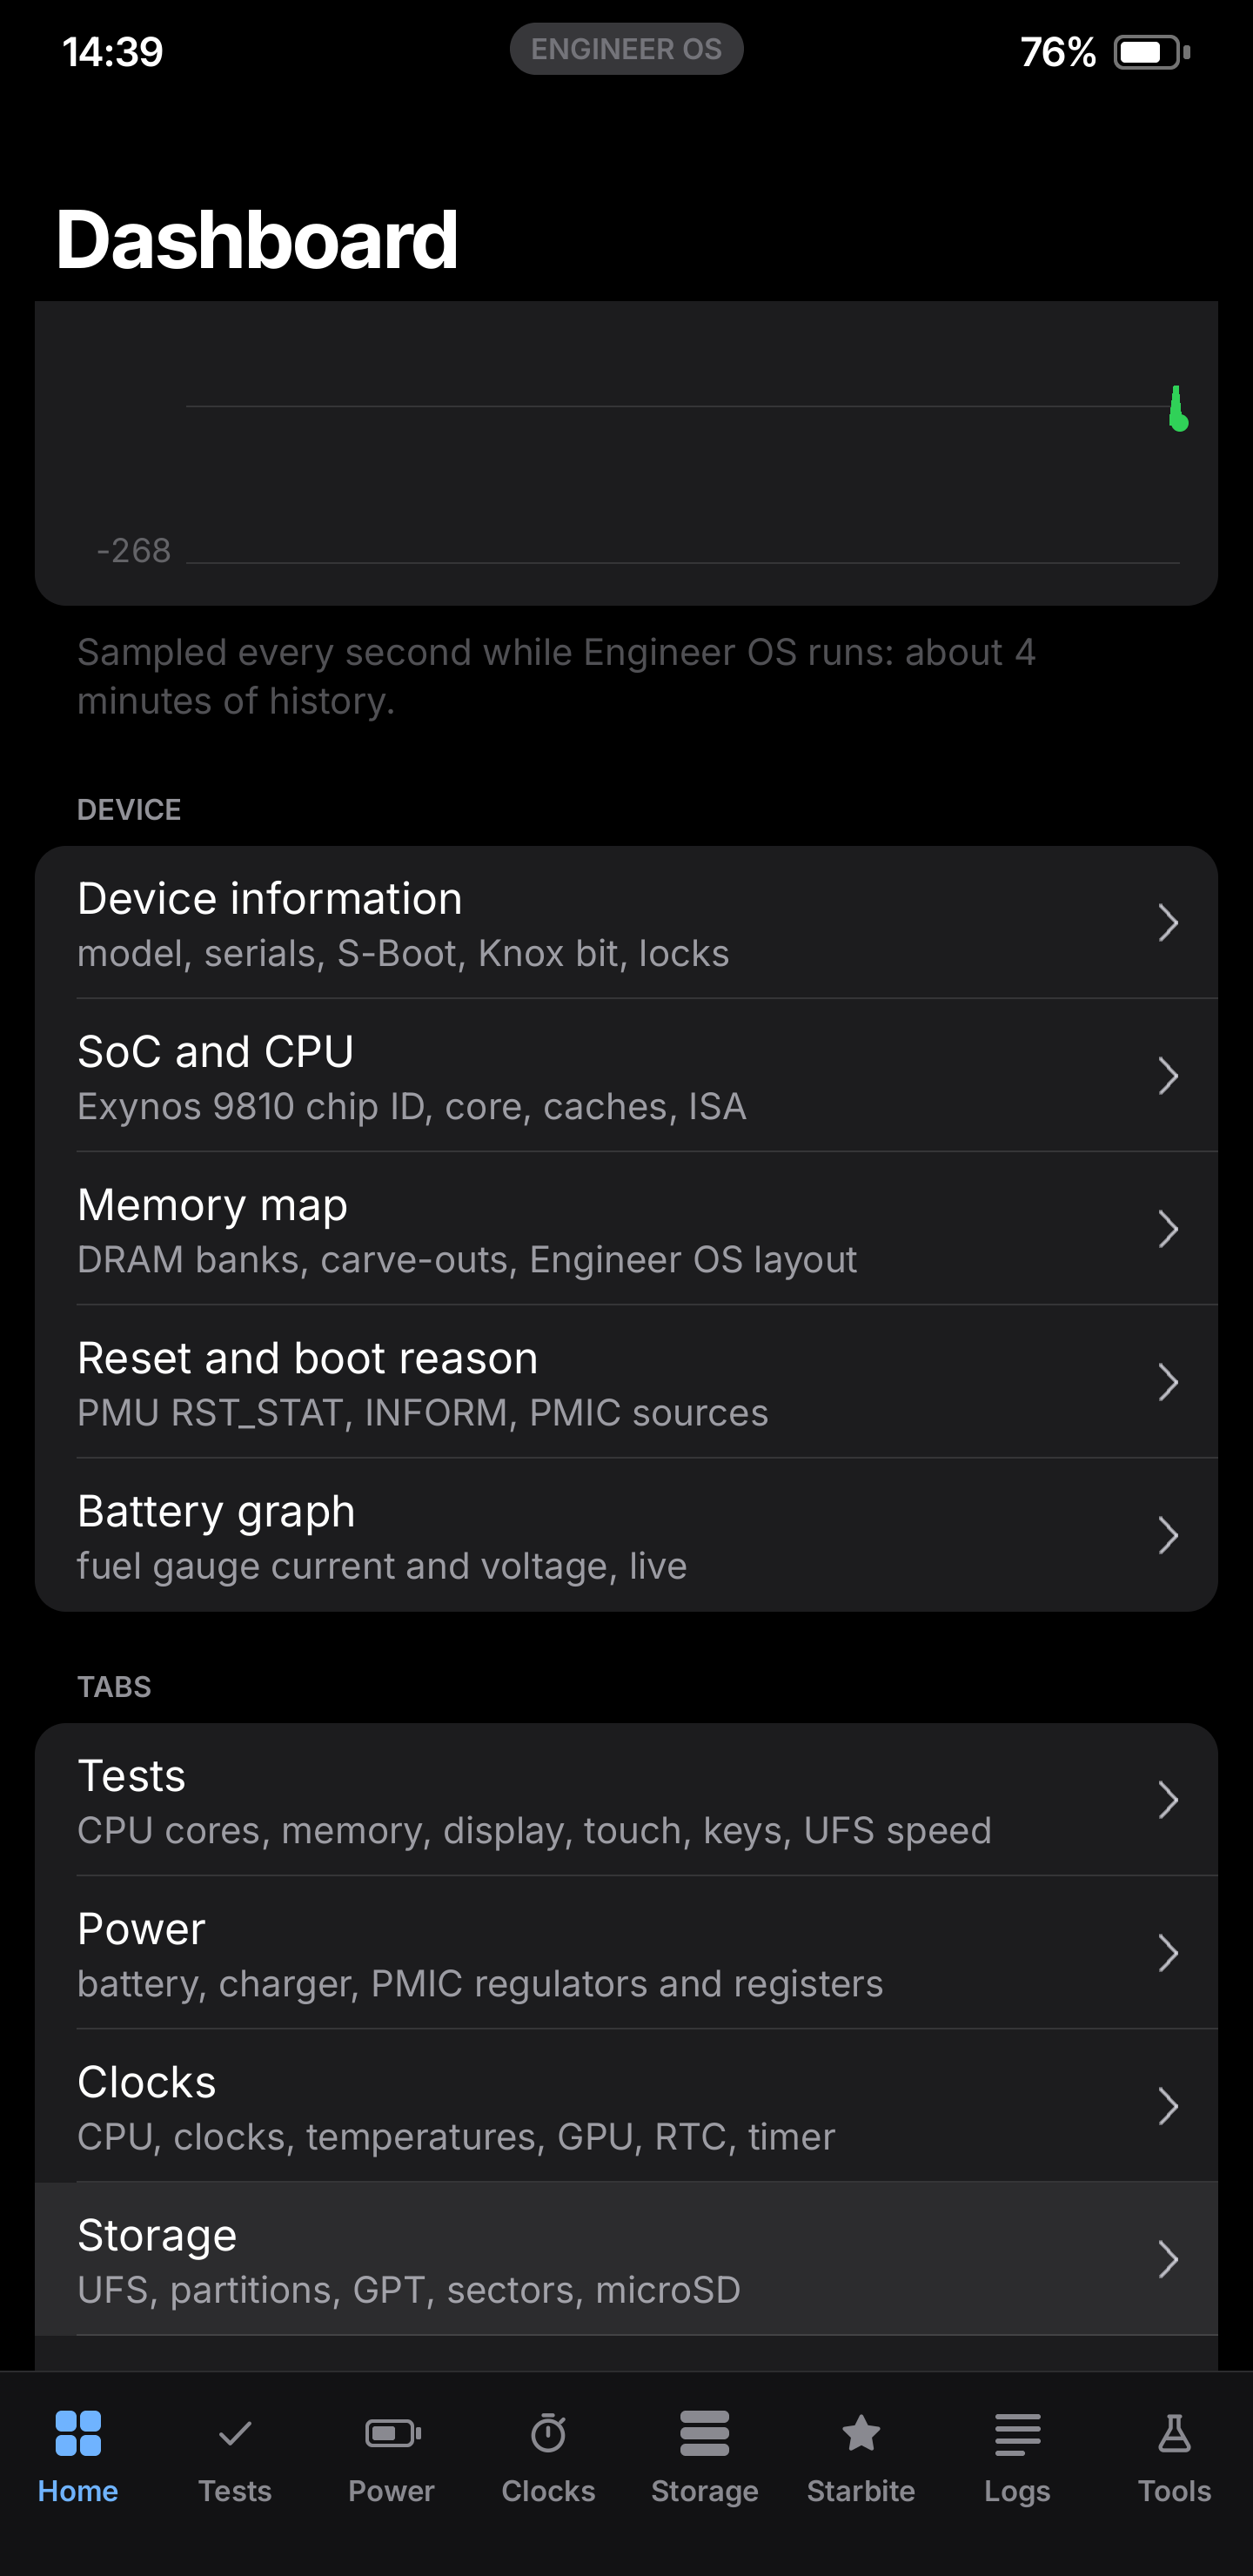 14:39
ENGINEER OS
76%
Dashboard
-268
Sampled every second while Engineer OS runs: about 4
minutes of history.
DEVICE
Device information
model, serials, S-Boot, Knox bit, locks
SoC and CPU
Exynos 9810 chip ID, core, caches, ISA
Memory map
DRAM banks, carve-outs, Engineer OS layout
Reset and boot reason
PMU RST_STAT, INFORM, PMIC sources
Battery graph
fuel gauge current and voltage, live
TABS
Tests
CPU cores, memory, display, touch, keys, UFS speed
Power
battery, charger, PMIC regulators and registers
Clocks
CPU, clocks, temperatures, GPU, RTC, timer
Storage
UFS, partitions, GPT, sectors, microSD
Home
Tests
Power
Clocks
Storage
Starbite
Logs
Tools